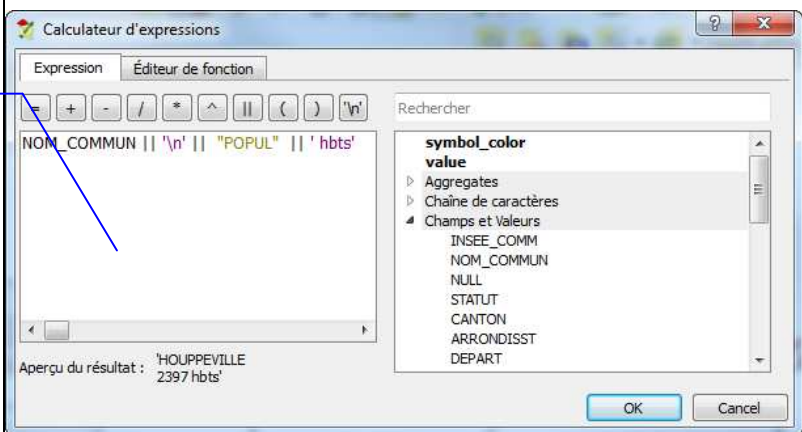 Calculateur d'expressions
Expression Éditeur de fonction
= + - / * ^ || ( ) '\n'
NOM_COMMUN || '\n' || "POPUL" || ' hbts'
Aperçu du résultat : 'HOUPPEVILLE
2397 hbts'
Rechercher
symbol_color
value
Aggregates
Chaîne de caractères
Champs et Valeurs
INSEE_COMM
NOM_COMMUN
NULL
STATUT
CANTON
ARRONDISST
DEPART
OK Cancel